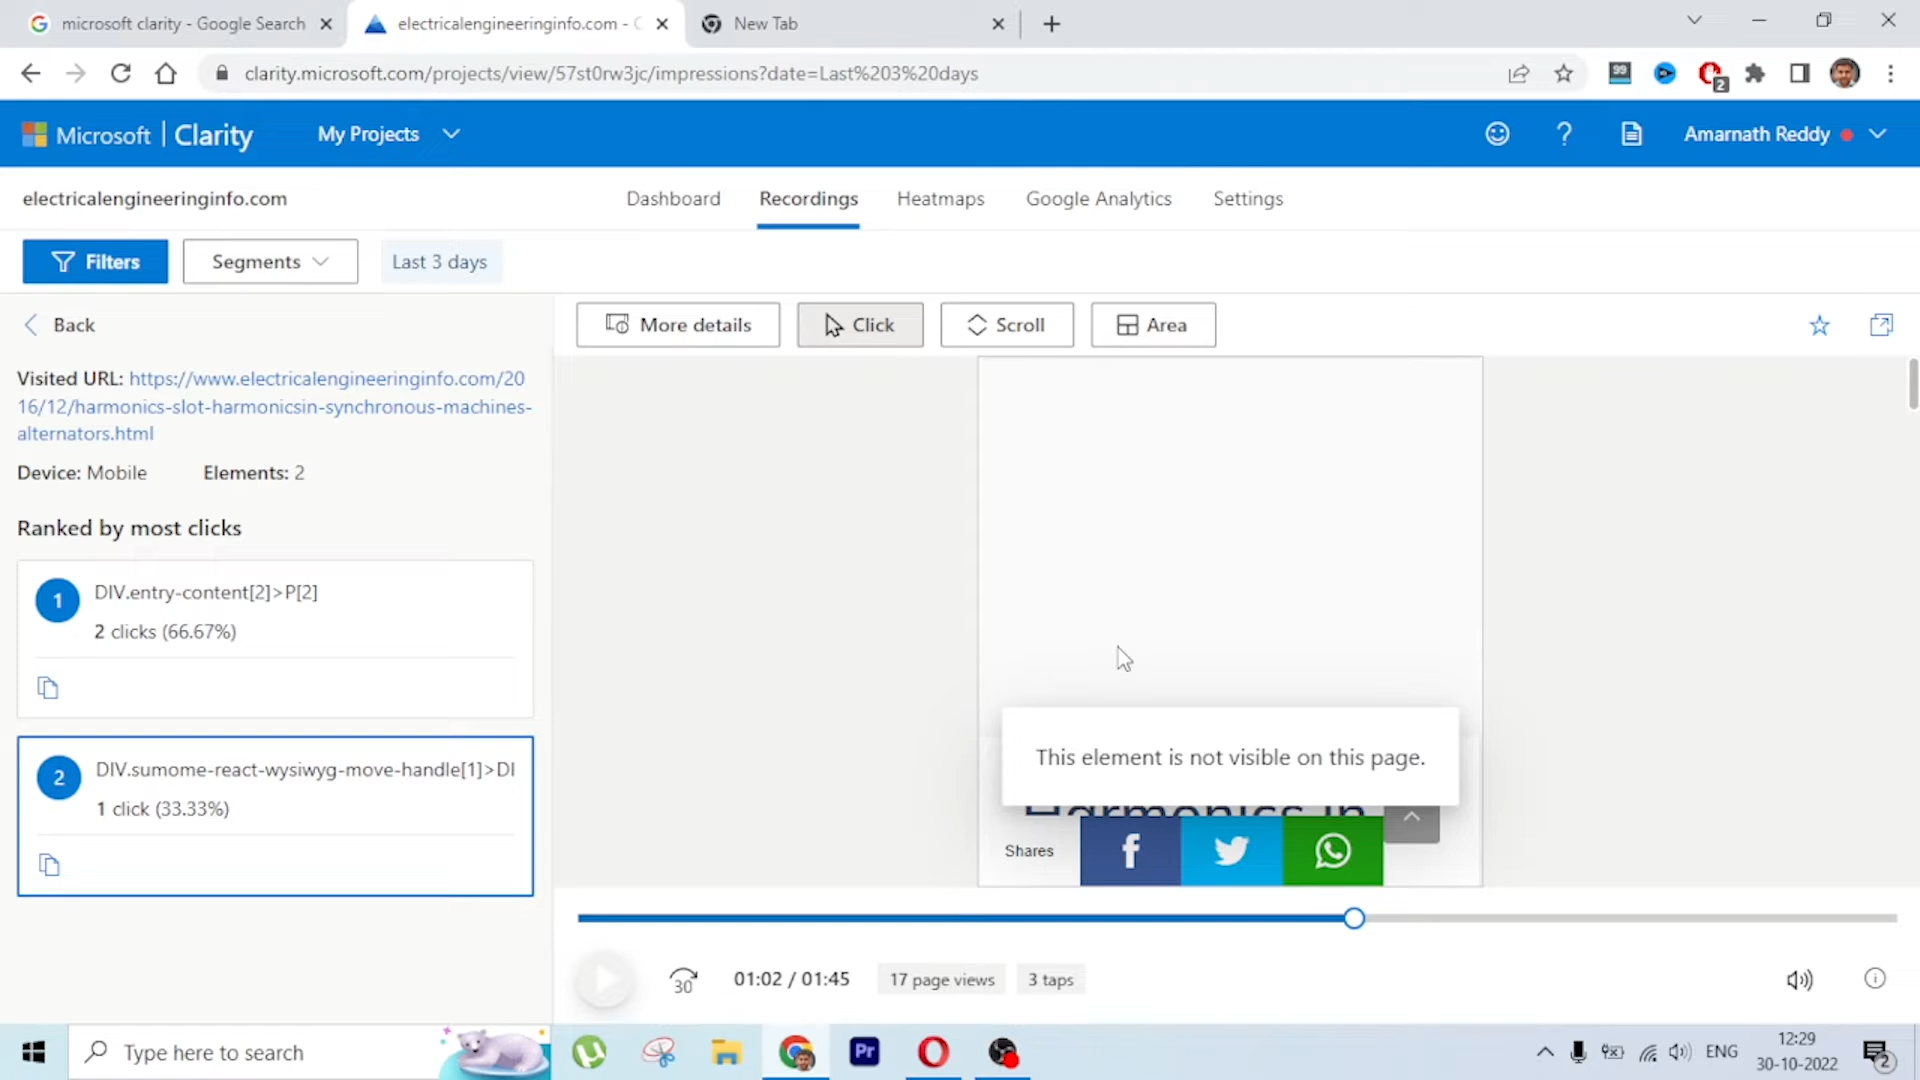 microsoft clarity - Google Search
electricalengineeringinfo.com - C
New Tab
clarity.microsoft.com/projects/view/57st0rw3jc/impressions?date=Last%203%20days
99
2
Microsoft | Clarity
My Projects
?
Amarnath Reddy
electricalengineeringinfo.com
Dashboard
Recordings
Heatmaps
Google Analytics
Settings
Filters
Segments
Last 3 days
Back
More details
Click
Scroll
Area
Visited URL: https://www.electricalengineeringinfo.com/20
16/12/harmonics-slot-harmonicsin-synchronous-machines-
alternators.html
Device: Mobile
Elements: 2
Ranked by most clicks
1
DIV.entry-content[2]>P[2]
2 clicks (66.67%)
2
DIV.sumome-react-wysiwyg-move-handle[1]>DI
1 click (33.33%)
This element is not visible on this page.
Harmonics in
Shares
30
01:02 / 01:45
17 page views
3 taps
Type here to search
Pr
ENG
12:29
30-10-2022
2